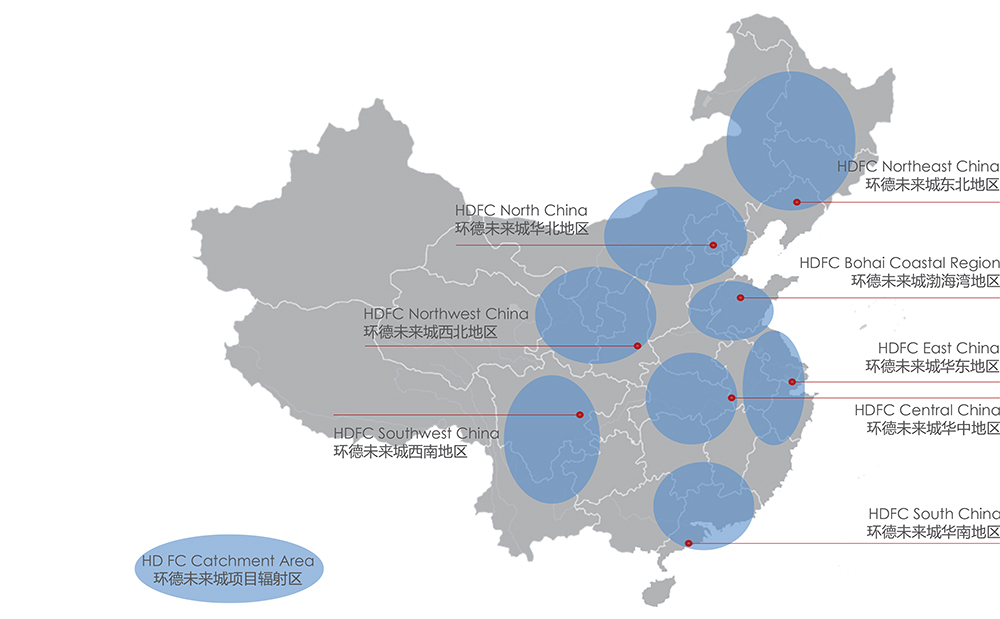 HDFC Northeast China
环德未来城东北地区
HDFC North China
环德未来城华北地区
HDFC Bohai Coastal Region
环德未来城渤海湾地区
HDFC Northwest China
环德未来城西北地区
HDFC East China
环德未来城华东地区
HDFC Central China
环德未来城华中地区
HDFC Southwest China
环德未来城西南地区
HDFC South China
环德未来城华南地区
HD FC Catchment Area
环德未来城项目辐射区